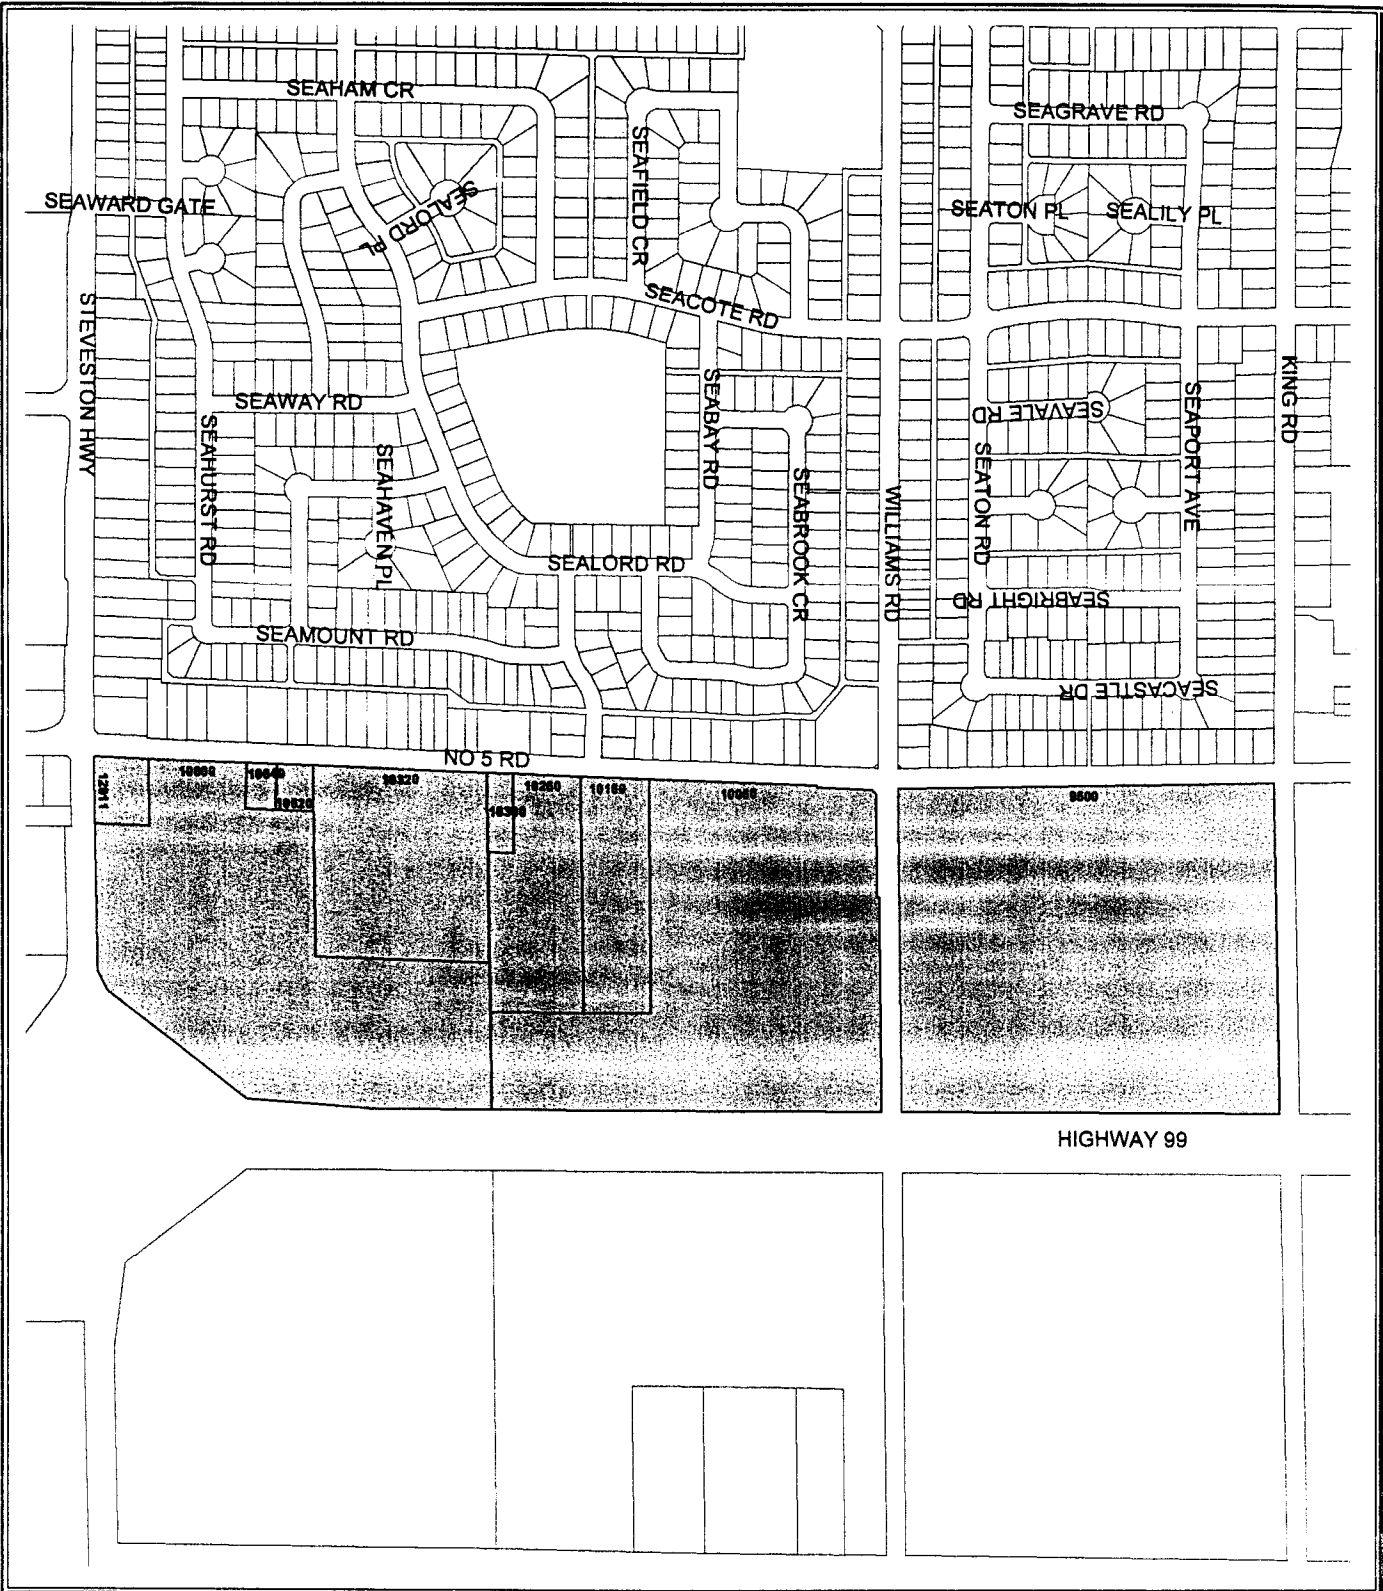 SEAHAM CR
SEAGRAVE RD
SEAFIELD CR
SEALORD PL
SEAWARD GATE
SEATON PL
SEALILY PL
STEVESTON HWY
SEACOTE RD
KING RD
SEAWAY RD
SEABAY RD
SEAVALE RD
SEAPORT AVE
SEAHURST RD
SEAHAVEN PL
SEABROOK CR
WILLIAMS RD
SEATON RD
SEALORD RD
SEABRIGHT RD
SEAMOUNT RD
SEACASTLE DR
NO 5 RD
12011
10320
10260
10160
10060
9500
10620
HIGHWAY 99